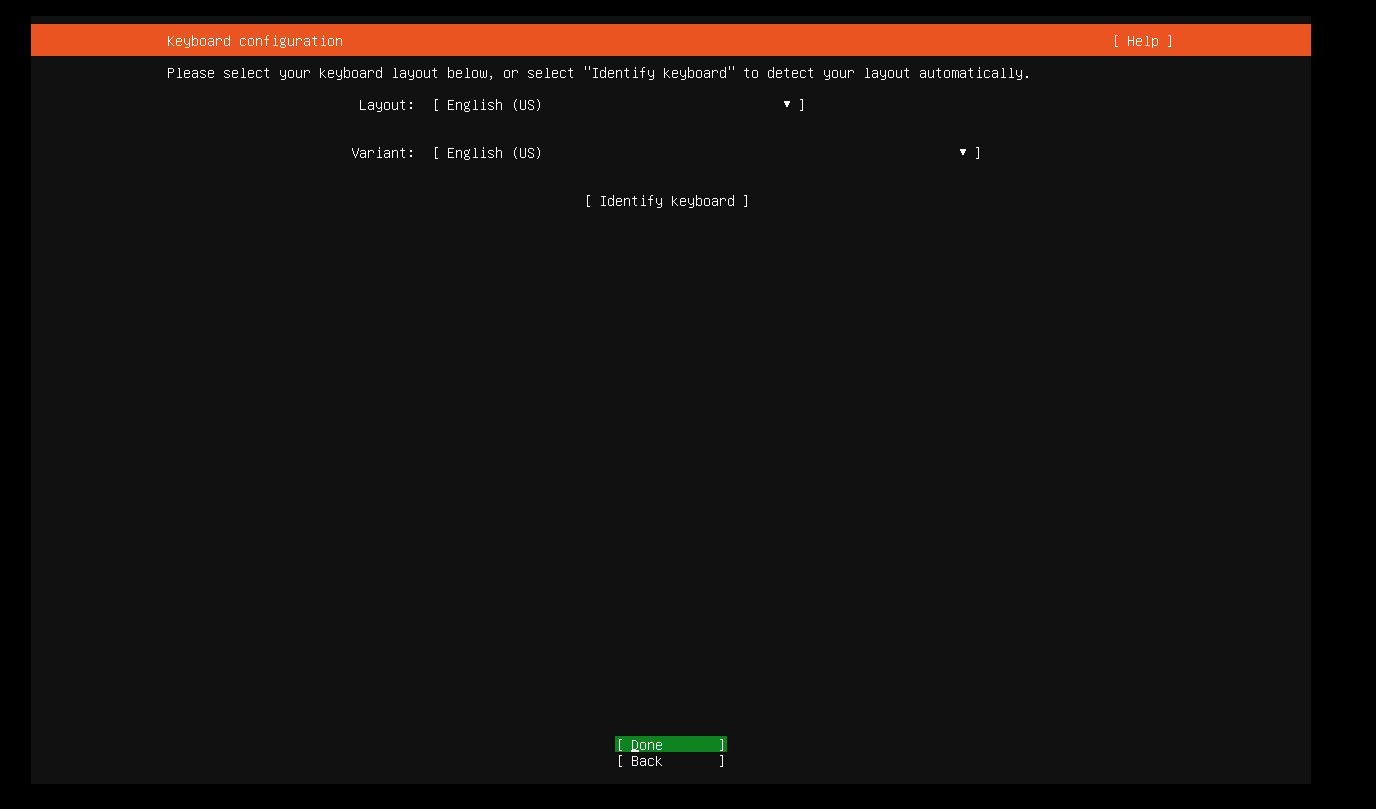 Keyboard configuration [ Help ]
Please select your keyboard layout below, or select "Identify keyboard" to detect your layout automatically.
Layout: [ English (US) ▼ ]
Variant: [ English (US) ▼ ]
[ Identify keyboard ]
[ Done ]
[ Back ]